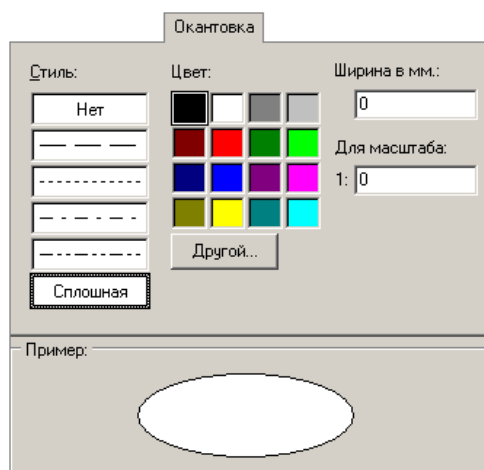 Окантовка
Стиль:
Цвет:
Ширина в мм.:
Нет
0
Для масштаба:
1: 0
Другой...
Сплошная
Пример: